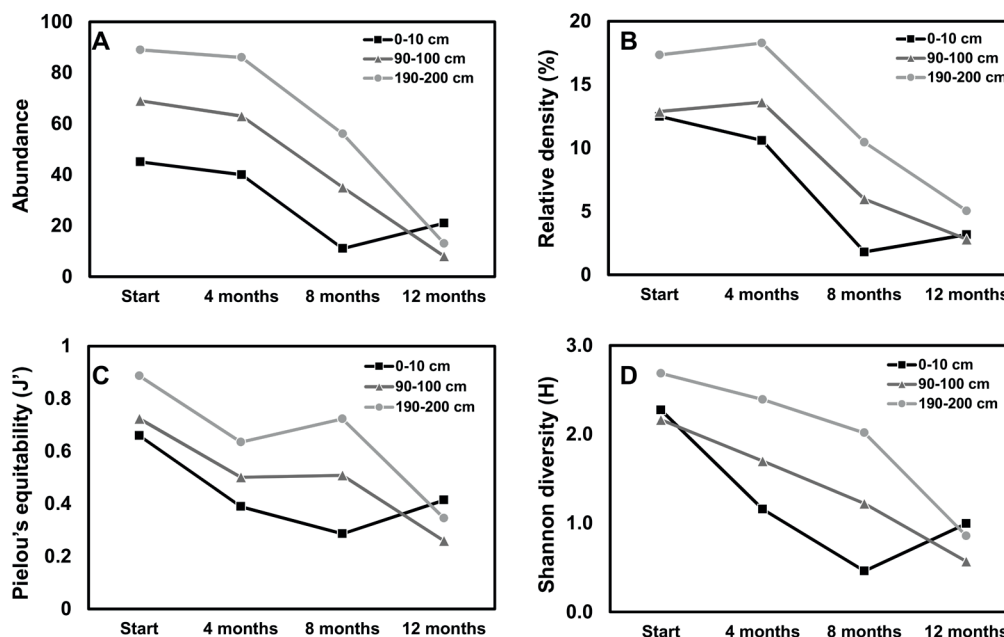 A
Abundance
100
80
60
40
20
0
0-10 cm
90-100 cm
190-200 cm
Start 4 months 8 months 12 months
B
Relative density (%)
20
15
10
5
0
0-10 cm
90-100 cm
190-200 cm
Start 4 months 8 months 12 months
C
Pielou's equitability (J')
1
0.8
0.6
0.4
0.2
0
0-10 cm
90-100 cm
190-200 cm
Start 4 months 8 months 12 months
D
Shannon diversity (H)
3.0
2.0
1.0
0.0
0-10 cm
90-100 cm
190-200 cm
Start 4 months 8 months 12 months